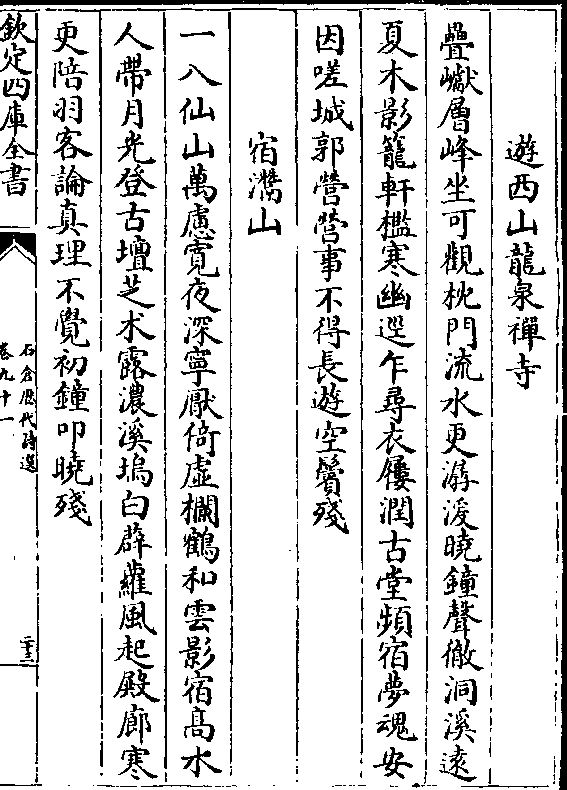 遊西山龍泉禪寺
疊巘層峰坐可觀枕門流水更潺湲曉鐘聲徹洞溪遠
夏木影籠軒檻寒幽逕乍尋衣屨潤古堂頻宿夢魂安
因嗟城郭營營事不得長遊空鬢殘
宿灊山
一入仙山萬慮寛夜深寧厭倚虛欄鶴和雲影宿髙木
人帶月光登古壇芝术露濃溪塢白薜蘿風起殿廊寒
更陪羽客論真理不覺初鐘叩曉殘
欽定四庫全書
石倉歴代詩選
卷九十一
二十三